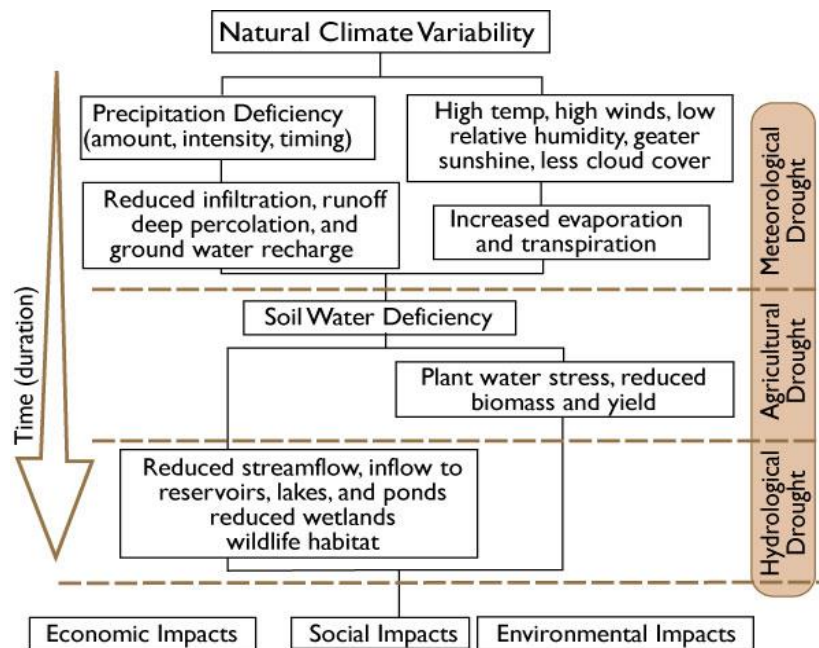 Natural Climate Variability
Precipitation Deficiency
(amount, intensity, timing)
High temp, high winds, low
relative humidity, greater
sunshine, less cloud cover
Reduced infiltration, runoff
deep percolation, and
ground water recharge
Increased evaporation
and transpiration
Meteorological
Drought
Time (duration)
Soil Water Deficiency
Plant water stress, reduced
biomass and yield
Agricultural
Drought
Reduced streamflow, inflow to
reservoirs, lakes, and ponds
reduced wetlands
wildlife habitat
Hydrological
Drought
Economic Impacts
Social Impacts
Environmental Impacts